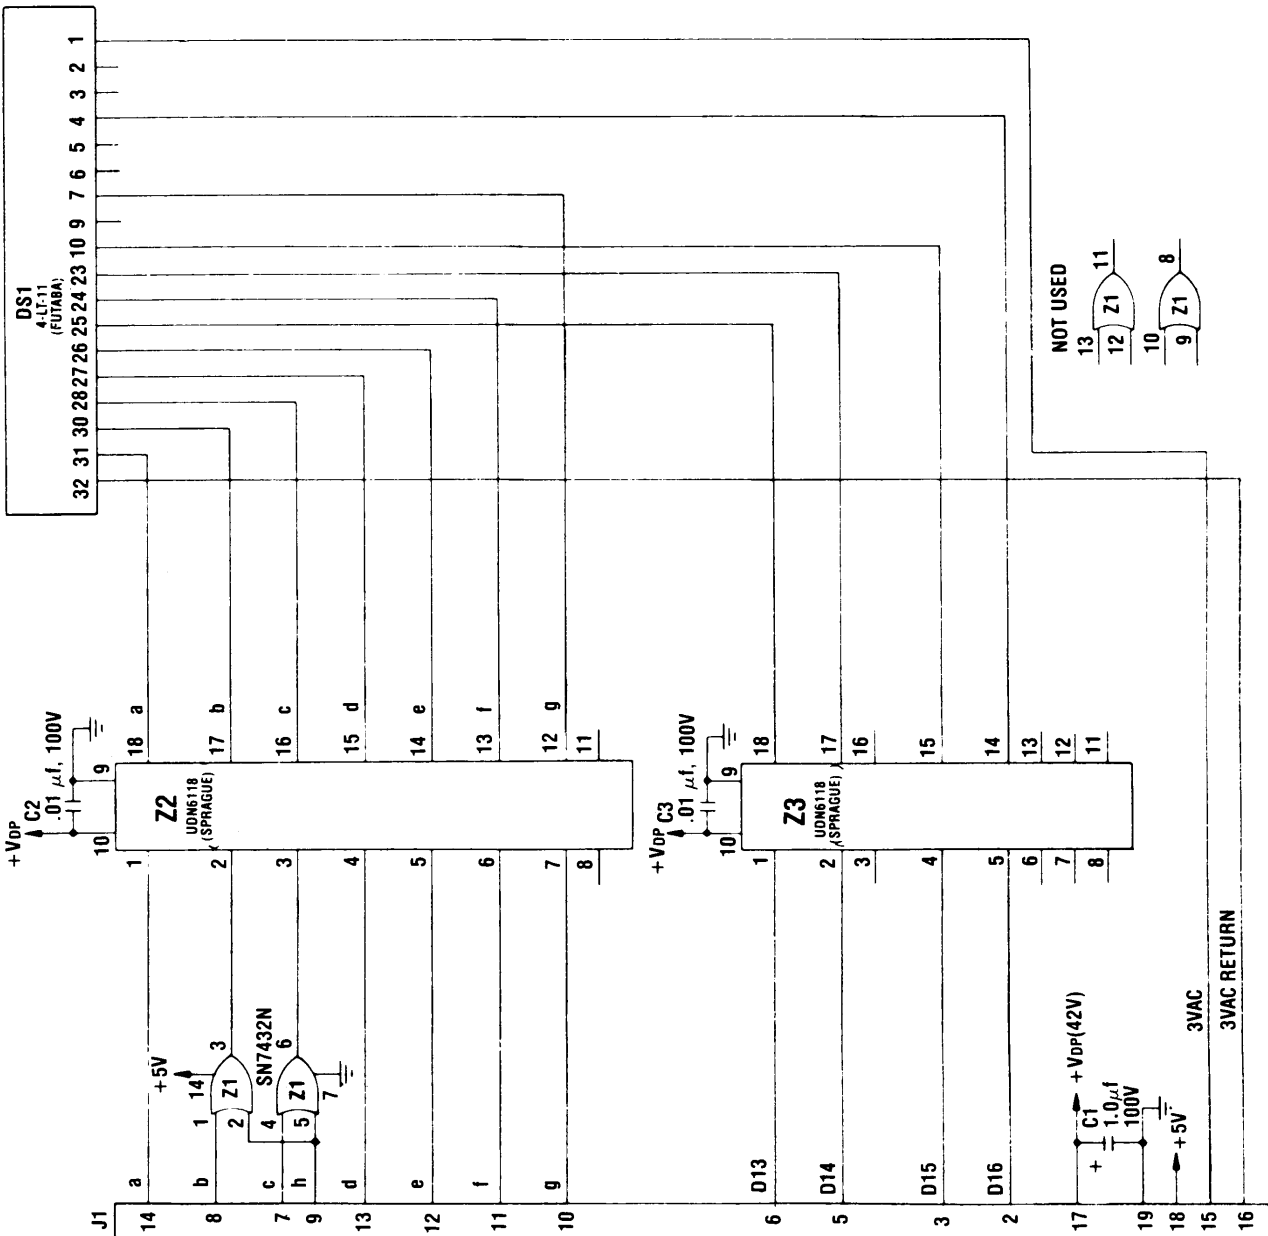 DS1
4-LT-11
(FUTABA)
32 31 30 28 27 26 25 24 23 10 9 7 6 5 4 3 2 1
+VDP
C2
.01 µf, 100V
10
9
Z2
UDN6118
(SPRAGUE)
1
2
3
4
5
6
7
8
18
a
17
b
16
c
15
d
14
e
13
f
12
g
11
+VDP
C3
.01 µf, 100V
10
9
Z3
UDN6118
(SPRAGUE)
1
2
3
4
5
6
7
8
18
17
16
15
14
13
12
11
+5V
14
1
2
Z1
3
SN7432N
4
5
Z1
6
7
NOT USED
13
12
Z1
11
10
9
Z1
8
J1
14 a
8 b
7 c
9 h
13 d
12 e
11 f
10 g
6 D13
5 D14
3 D15
2 D16
17
+VDP(42V)
+
C1
1.0µf
100V
19
18
+5V
15
3VAC
16
3VAC RETURN